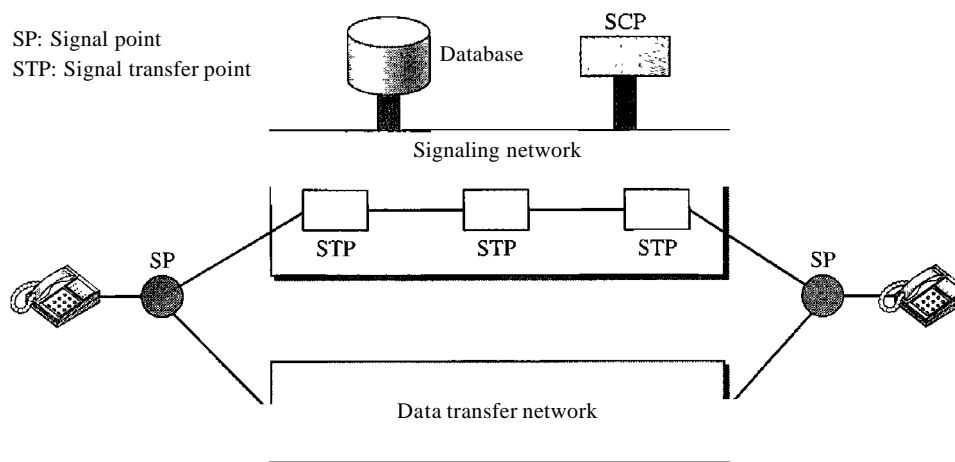 SP: Signal point
STP: Signal transfer point
Database
SCP
Signaling network
STP
STP
STP
SP
SP
Data transfer network